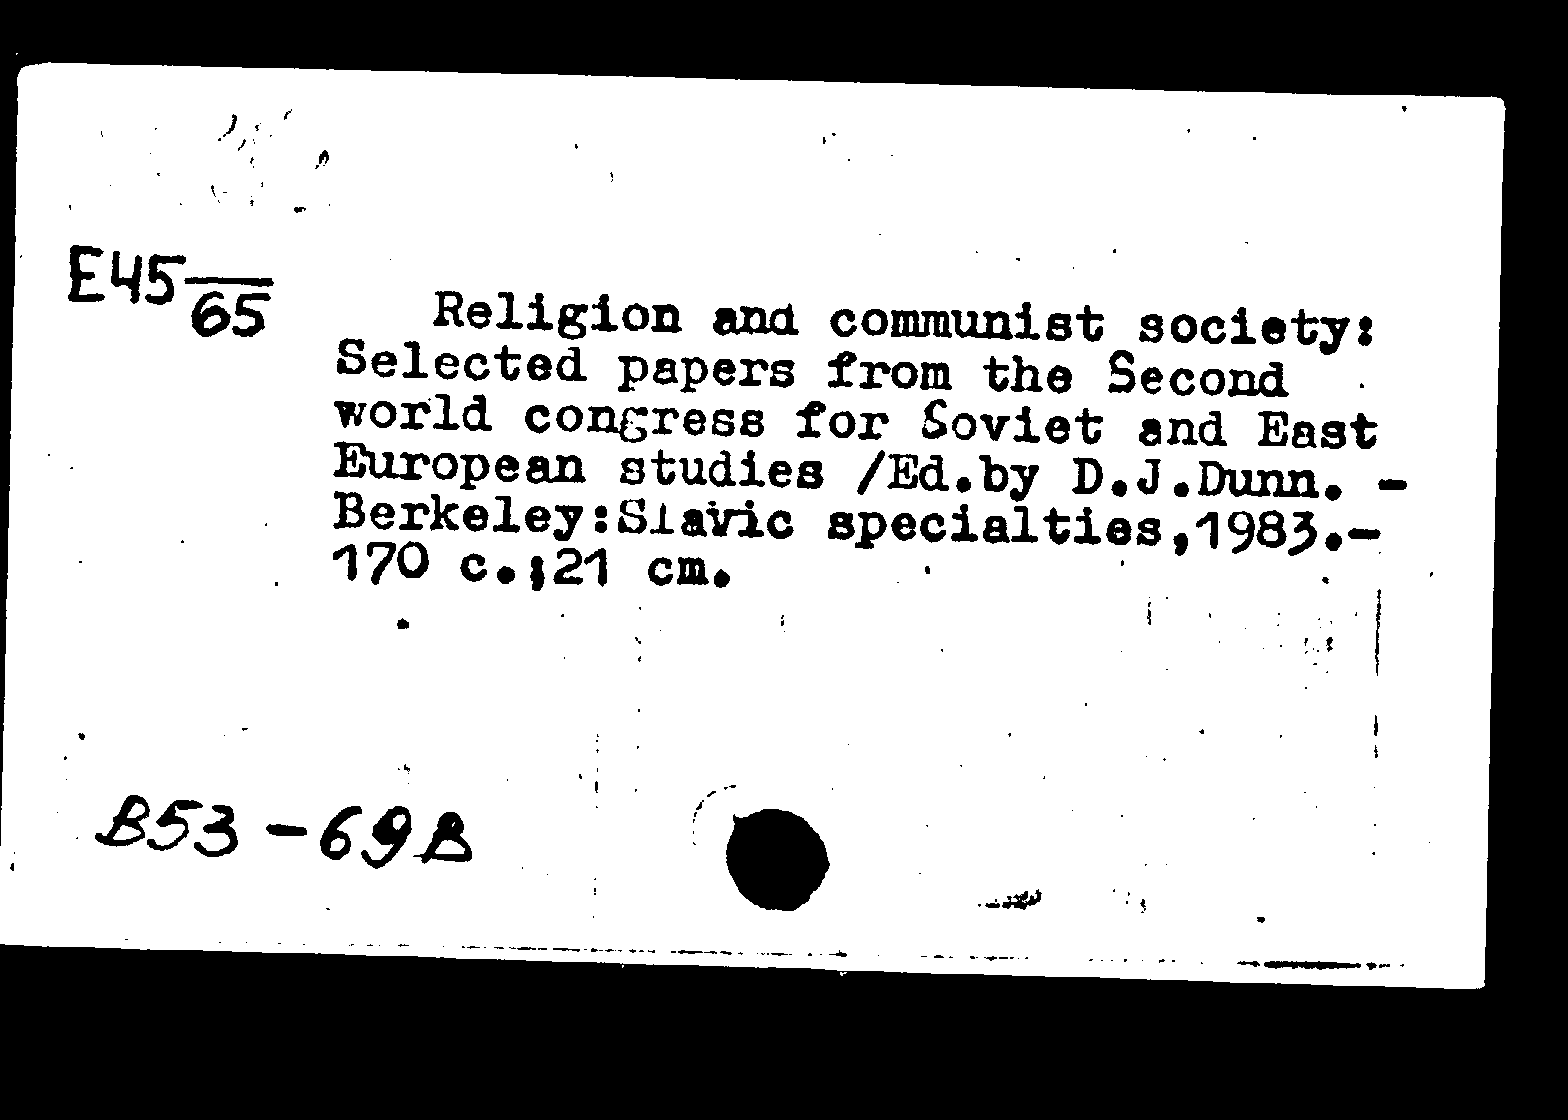 E45/65
Religion and communist society:
Selected papers from the Second
world congress for Soviet and East
European studies /Ed.by D.J.Dunn. -
Berkeley:Slavic specialties,1983.-
170 c.;21 cm.
B53-69B